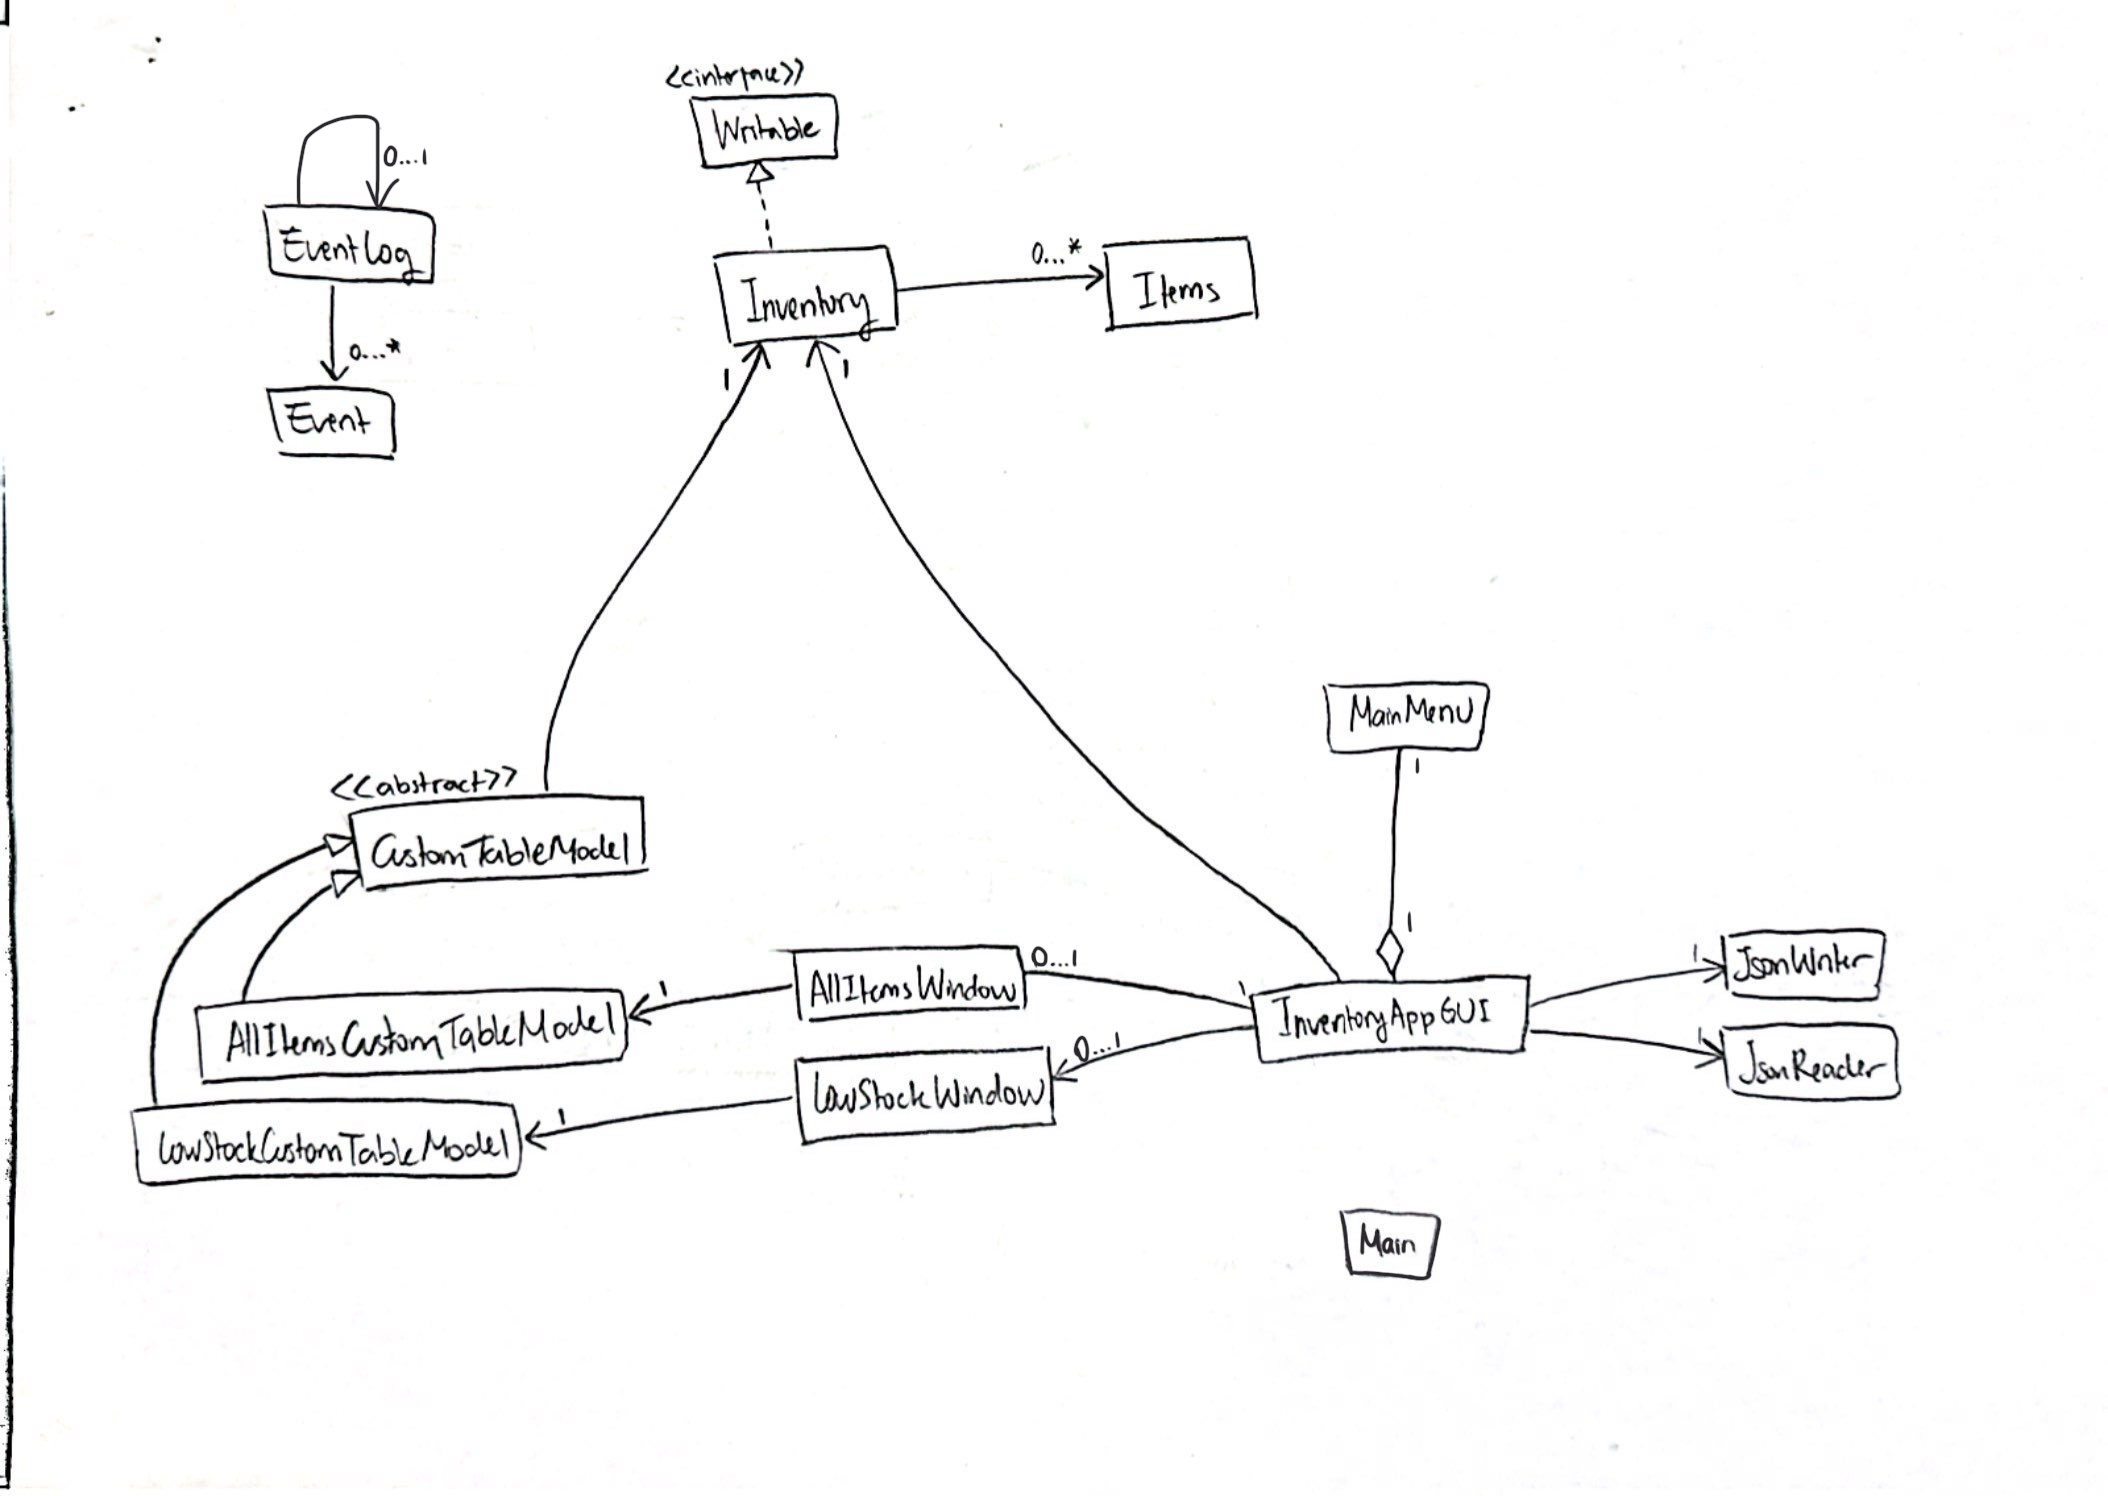 <<interface>>
Writable
0...1
EventLog
0...*
Event
Inventory
0...*
Items
1
1
MainMenu
1
1
<<abstract>>
CustomTableModel
AllItemsCustomTableModel
1
AllItemsWindow
0...1
1
InventoryAppGUI
1
JsonWriter
1
JsonReader
LowStockCustomTableModel
1
LowStockWindow
0...1
Main